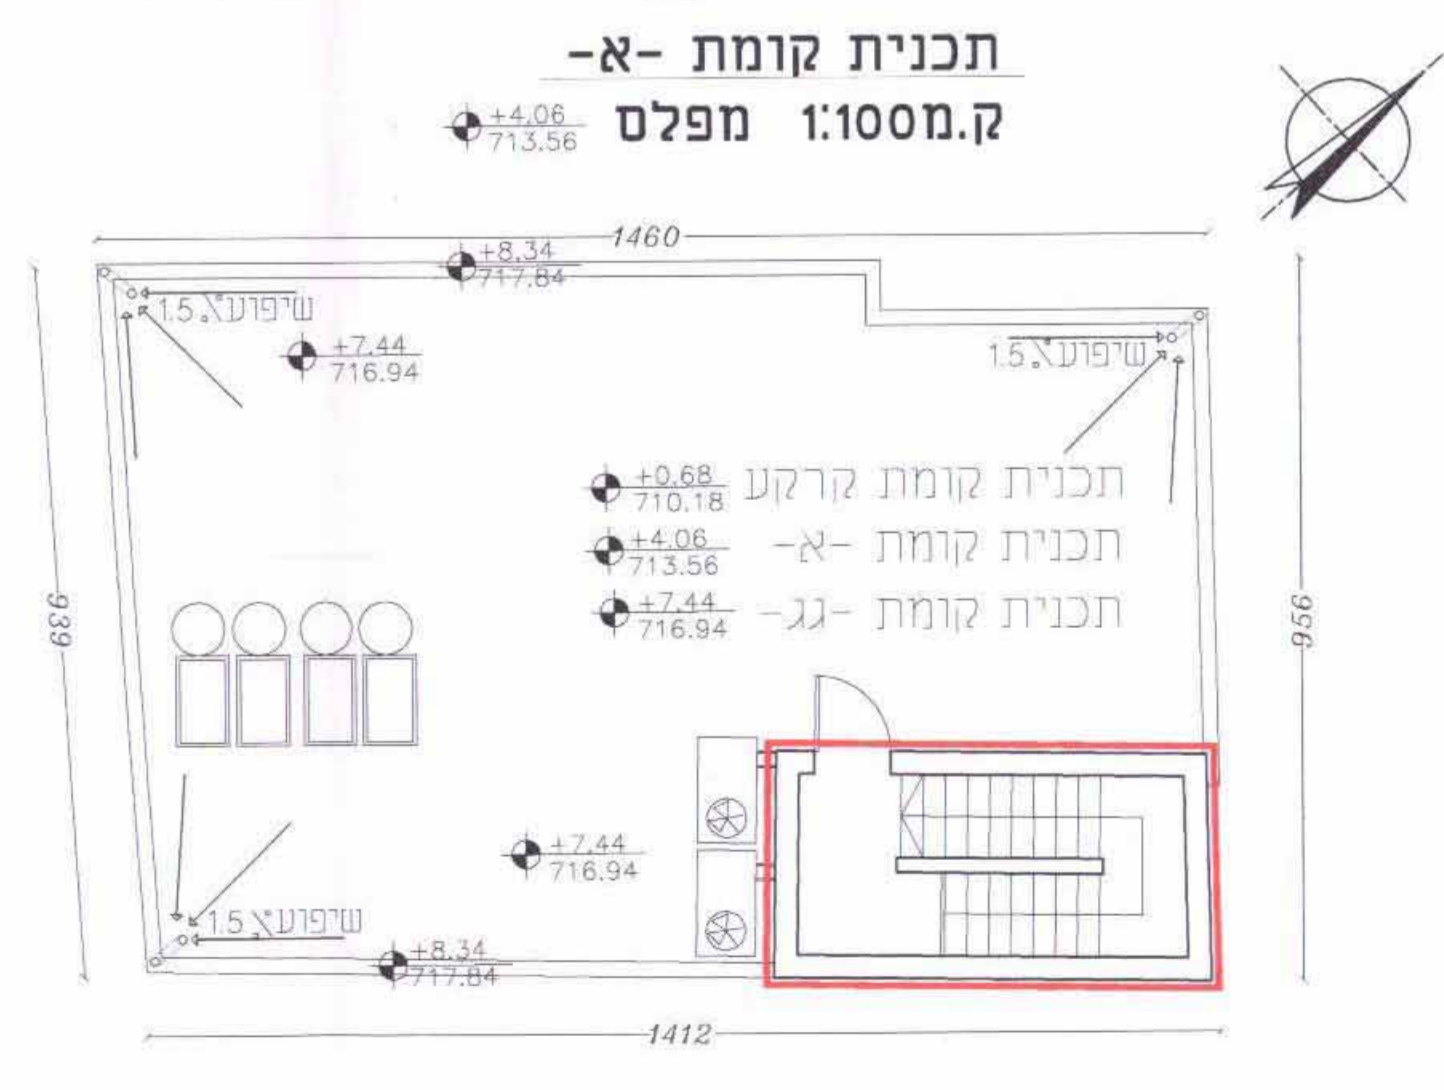 תכנית קומת -א-
ק.מ 1:100 מפלס +4.06
713.56
1460
+8.34
717.84
שיפוע 1.5%
+7.44
716.94
שיפוע 1.5%
תכנית קומת קרקע +0.68
710.18
תכנית קומת -א- +4.06
713.56
תכנית קומת -גג- +7.44
716.94
939
956
+7.44
716.94
שיפוע 1.5%
+8.34
717.84
1412